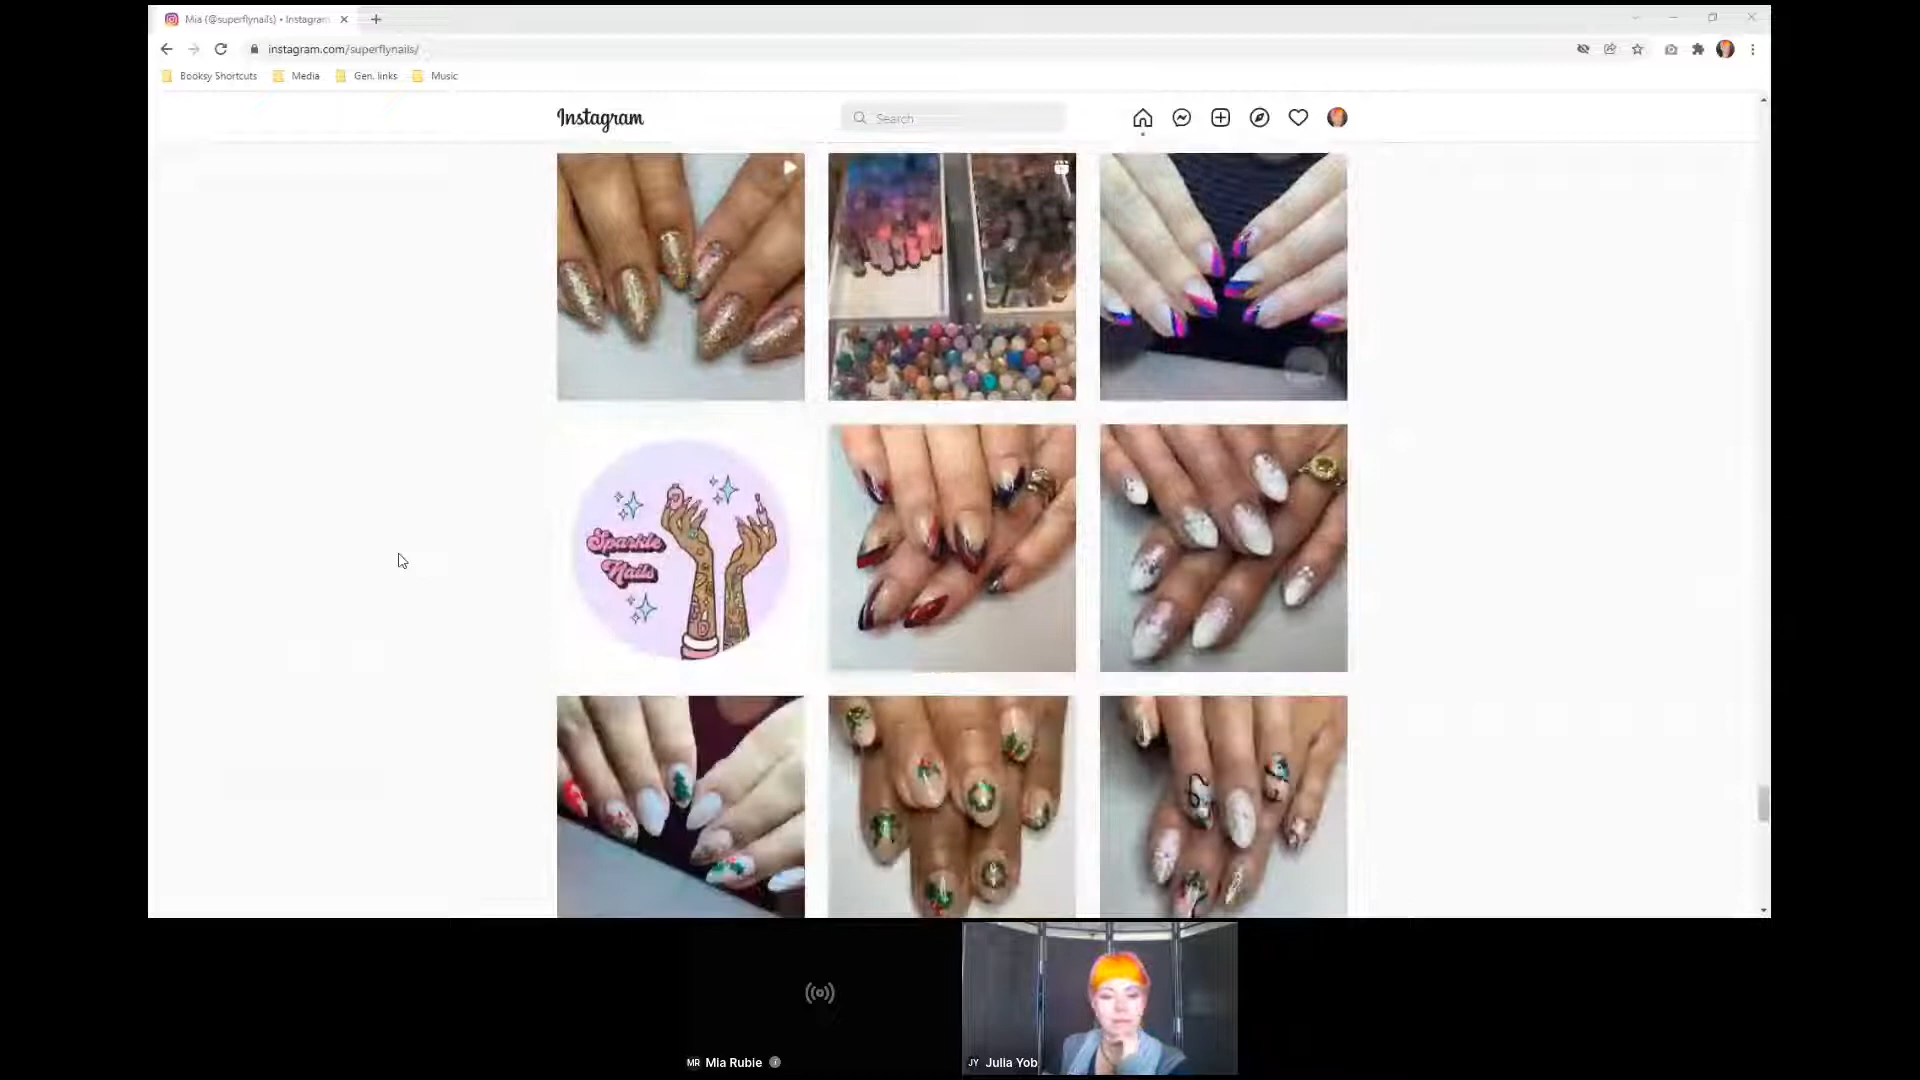 Mia (@superflynails) • Instagram
instagram.com/superflynails/
Booksy Shortcuts
Media
Gen. links
Music
Instagram
Search
Sparkle
Nails
MR Mia Rubie
JY Julia Yob